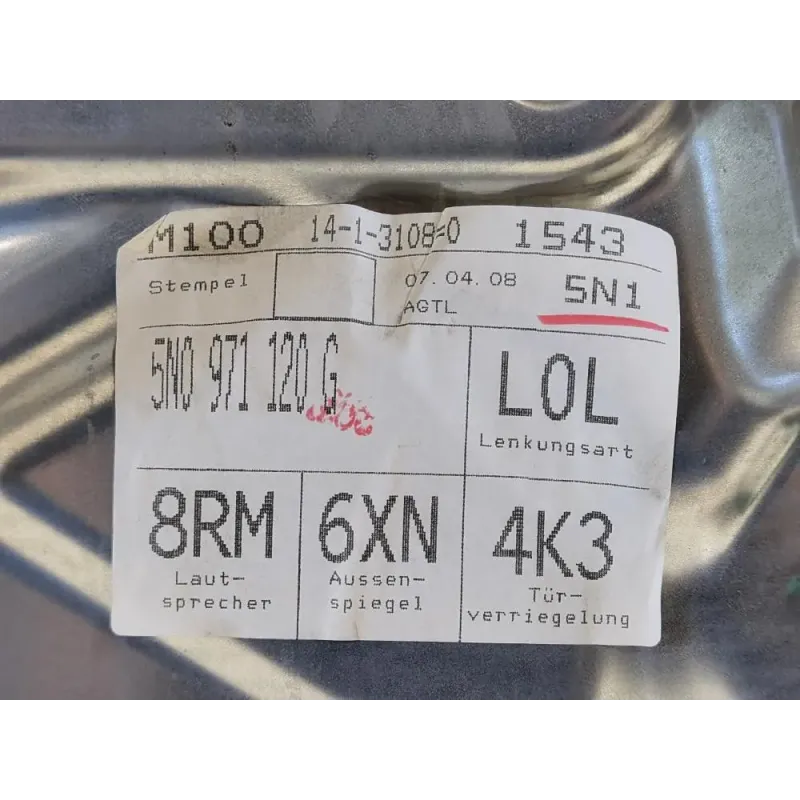 M100 14-1-3108=0 1543
Stempel
07.04.08
AGTL
5N1
5N0 971 120 G
L0L
Lenkungsart
8RM
Laut-
sprecher
6XN
Aussen-
spiegel
4K3
Tür-
verriegelung